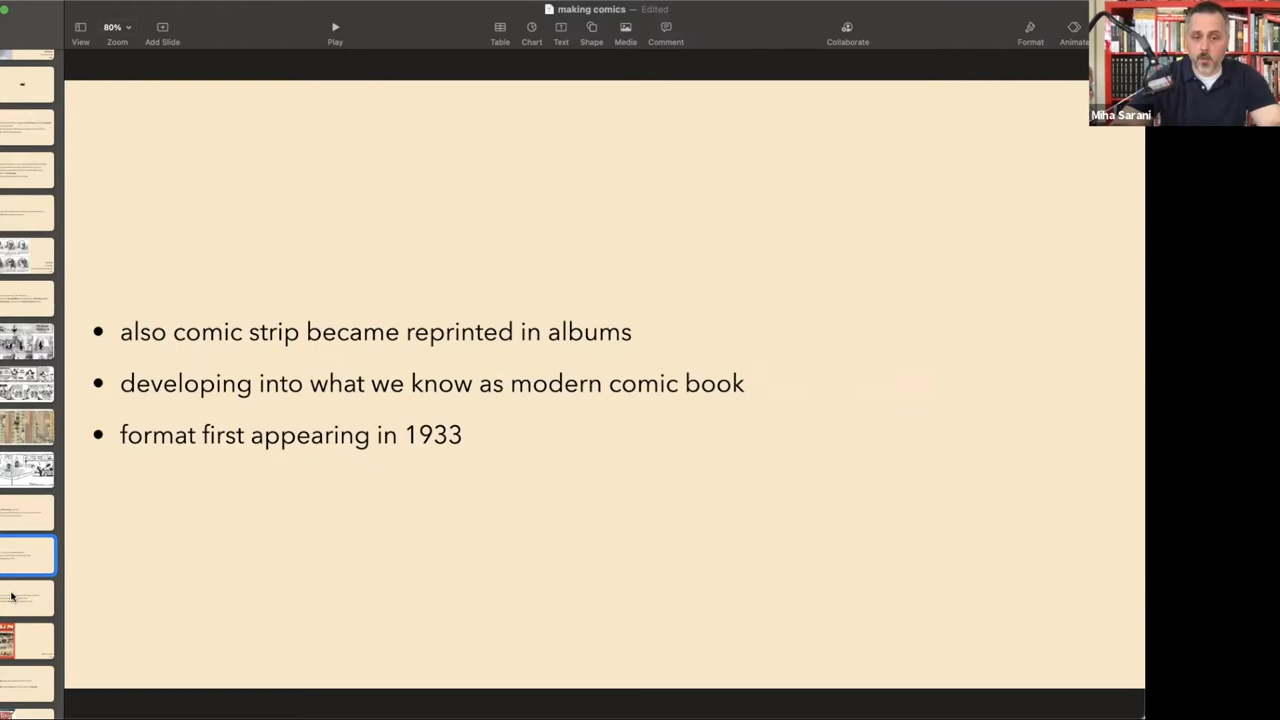 making comics — Edited
80%
View
Zoom
Add Slide
Play
Table
Chart
Text
Shape
Media
Comment
Collaborate
Format
Animate
Miha Sarani
• also comic strip became reprinted in albums
• developing into what we know as modern comic book
• format first appearing in 1933